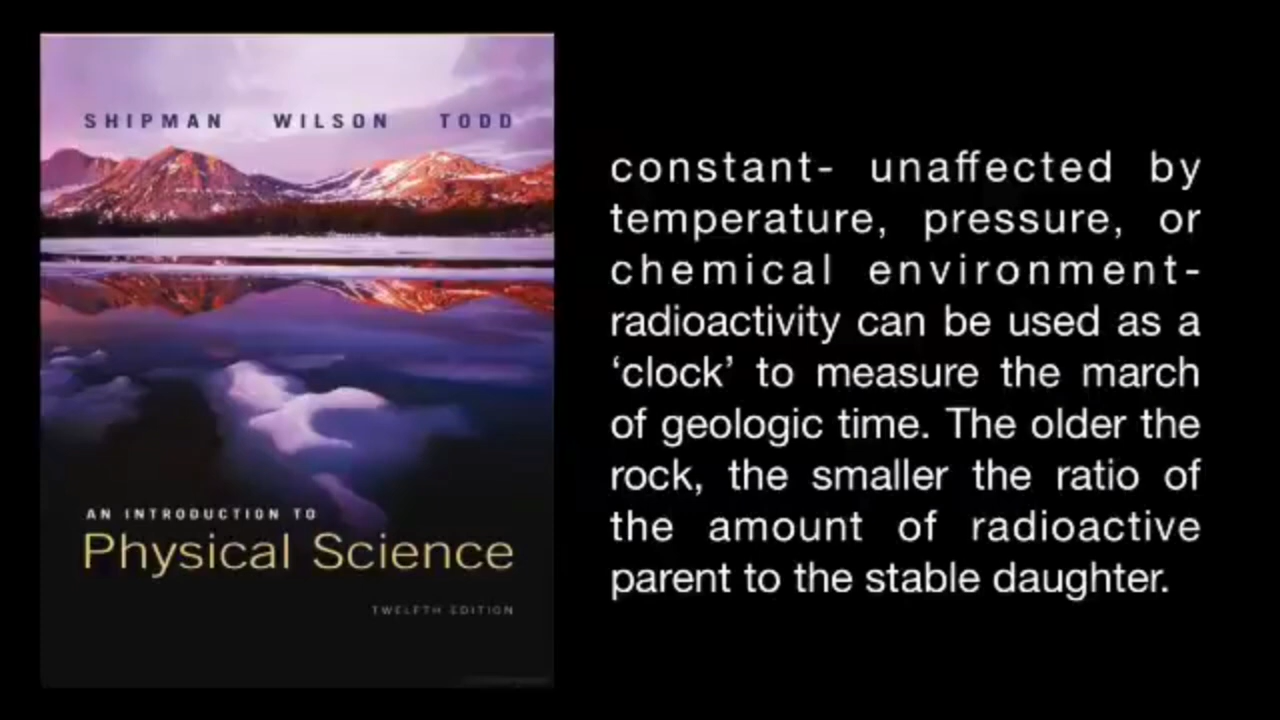 SHIPMAN WILSON TODD
AN INTRODUCTION TO
Physical Science
TWELFTH EDITION
constant- unaffected by
temperature, pressure, or
chemical environment-
radioactivity can be used as a
‘clock’ to measure the march
of geologic time. The older the
rock, the smaller the ratio of
the amount of radioactive
parent to the stable daughter.